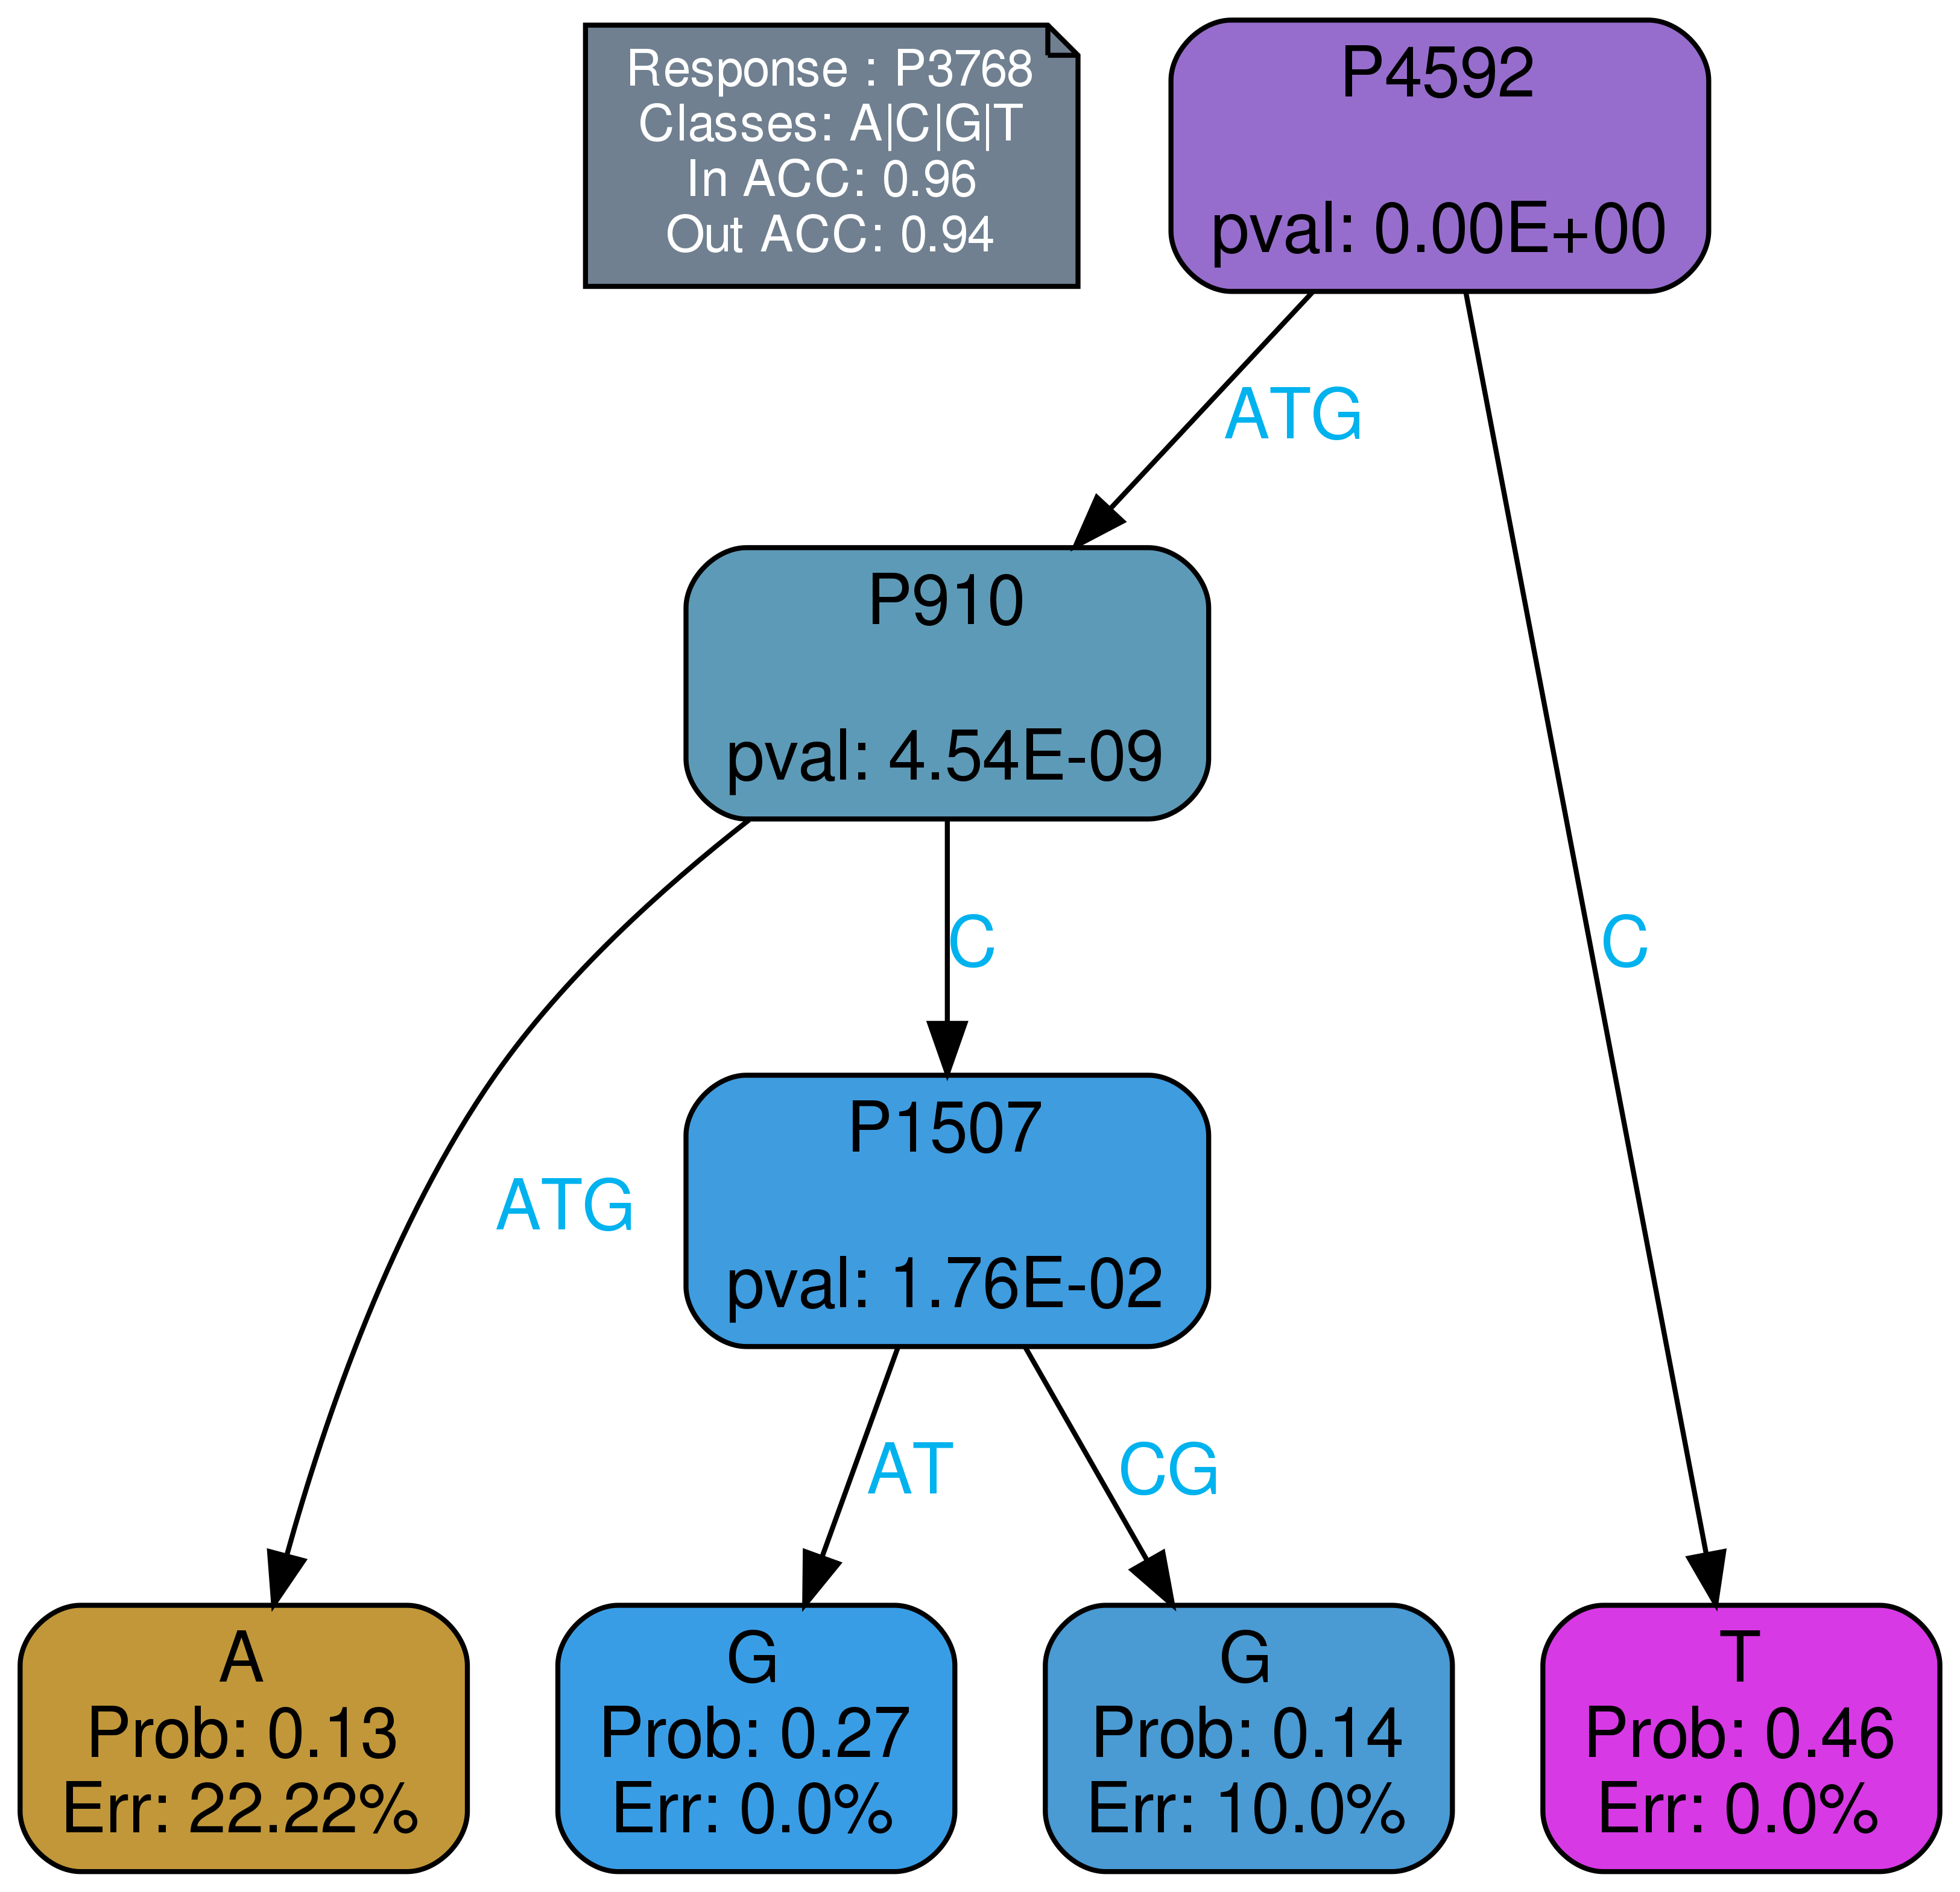 Response : P3768
Classes: A|C|G|T
In ACC: 0.96
Out ACC: 0.94
P4592
pval: 0.00E+00
ATG
P910
pval: 4.54E-09
C
C
P1507
pval: 1.76E-02
ATG
AT
CG
A
Prob: 0.13
Err: 22.22%
G
Prob: 0.27
Err: 0.0%
G
Prob: 0.14
Err: 10.0%
T
Prob: 0.46
Err: 0.0%